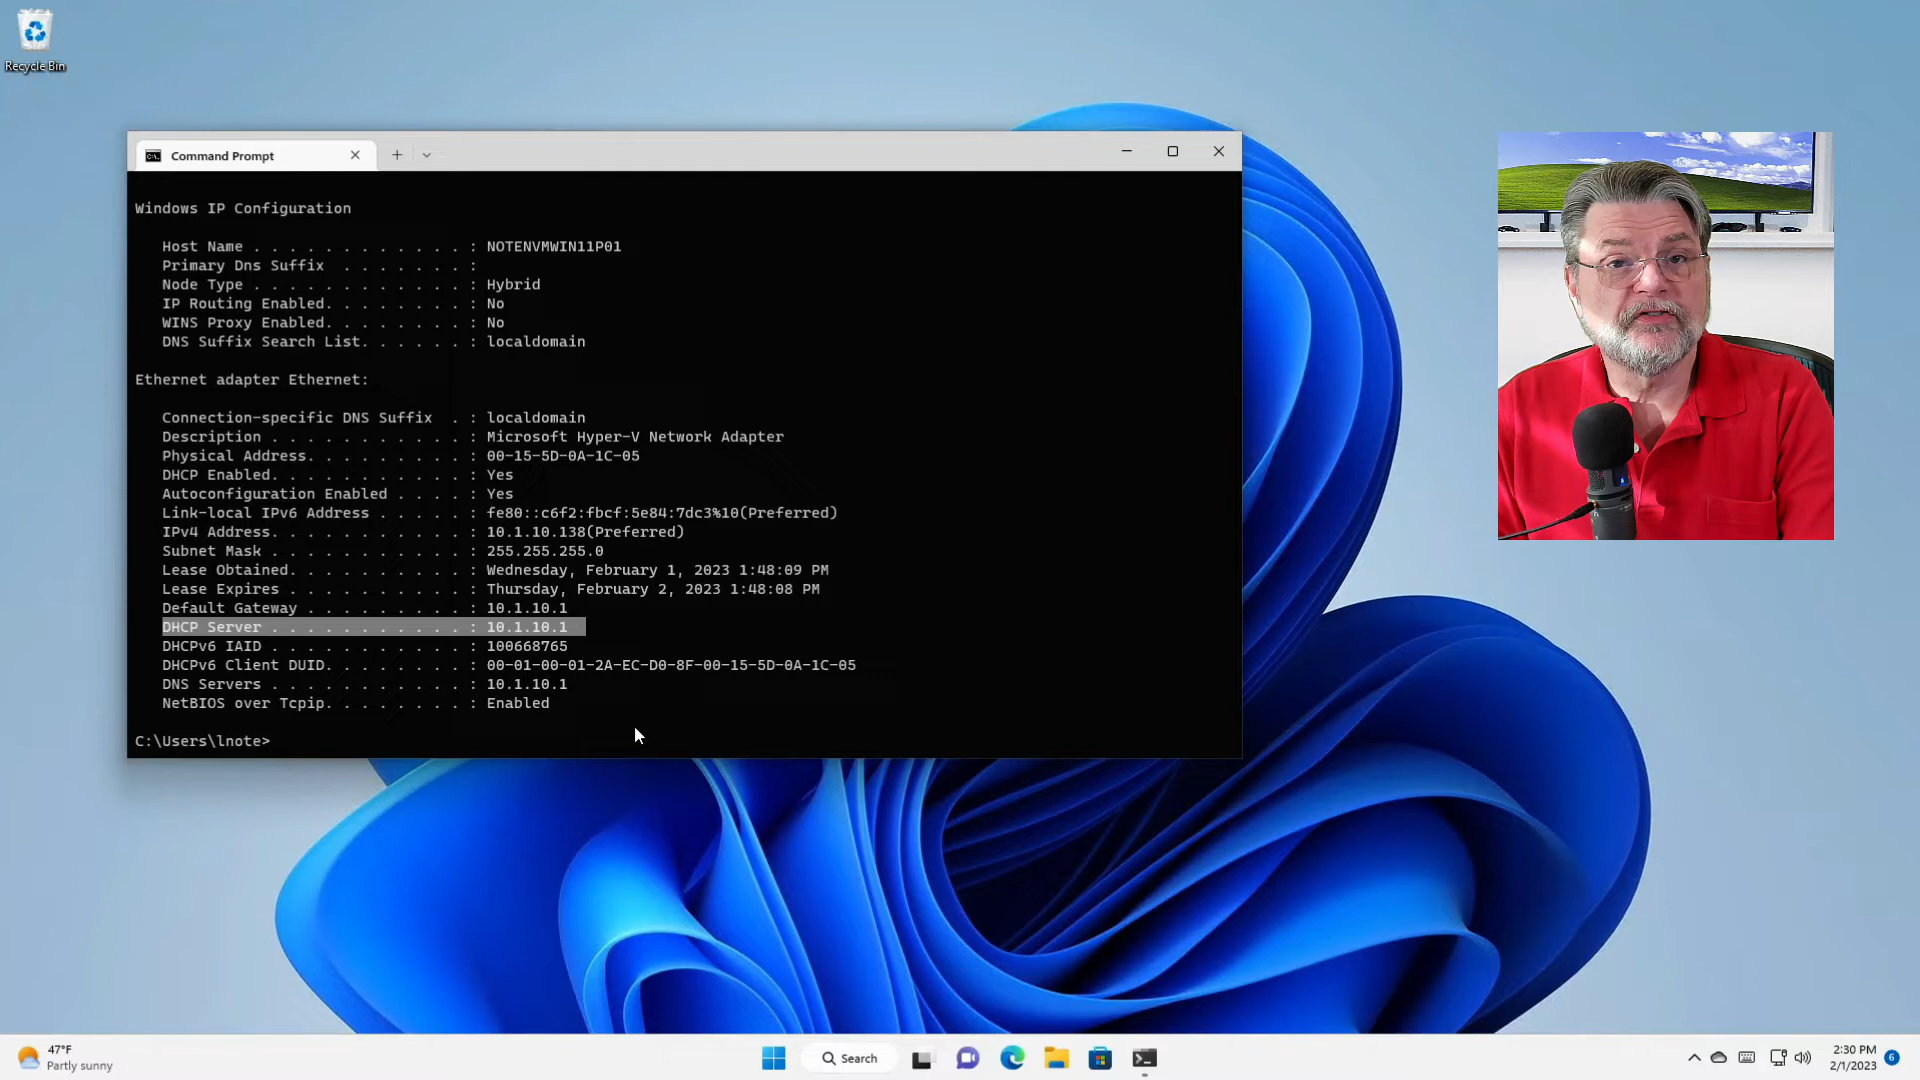 Recycle Bin
Command Prompt
Windows IP Configuration
Host Name . . . . . . . . . . . . : NOTENVMWIN11P01
Primary Dns Suffix  . . . . . . . :
Node Type . . . . . . . . . . . . : Hybrid
IP Routing Enabled. . . . . . . . : No
WINS Proxy Enabled. . . . . . . . : No
DNS Suffix Search List. . . . . . : localdomain
Ethernet adapter Ethernet:
Connection-specific DNS Suffix  . : localdomain
Description . . . . . . . . . . . : Microsoft Hyper-V Network Adapter
Physical Address. . . . . . . . . : 00-15-5D-0A-1C-05
DHCP Enabled. . . . . . . . . . . : Yes
Autoconfiguration Enabled . . . . : Yes
Link-local IPv6 Address . . . . . : fe80::c6f2:fbcf:5e84:7dc3%10(Preferred)
IPv4 Address. . . . . . . . . . . : 10.1.10.138(Preferred)
Subnet Mask . . . . . . . . . . . : 255.255.255.0
Lease Obtained. . . . . . . . . . : Wednesday, February 1, 2023 1:48:09 PM
Lease Expires . . . . . . . . . . : Thursday, February 2, 2023 1:48:08 PM
Default Gateway . . . . . . . . . : 10.1.10.1
DHCP Server . . . . . . . . . . . : 10.1.10.1
DHCPv6 IAID . . . . . . . . . . . : 100668765
DHCPv6 Client DUID. . . . . . . . : 00-01-00-01-2A-EC-D0-8F-00-15-5D-0A-1C-05
DNS Servers . . . . . . . . . . . : 10.1.10.1
NetBIOS over Tcpip. . . . . . . . : Enabled
C:\Users\lnote>
47°F
Partly sunny
Search
2:30 PM
2/1/2023
6